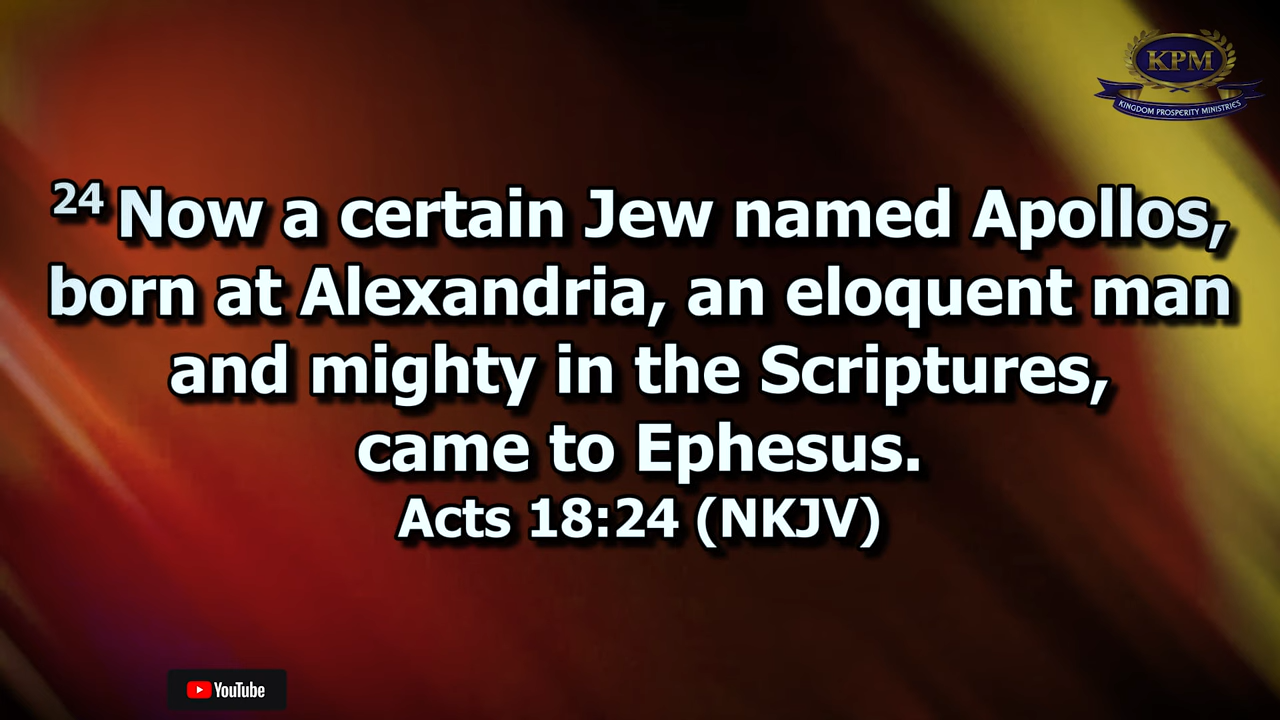 KPM
KINGDOM PROSPERITY MINISTRIES
24 Now a certain Jew named Apollos,
born at Alexandria, an eloquent man
and mighty in the Scriptures,
came to Ephesus.
Acts 18:24 (NKJV)
YouTube